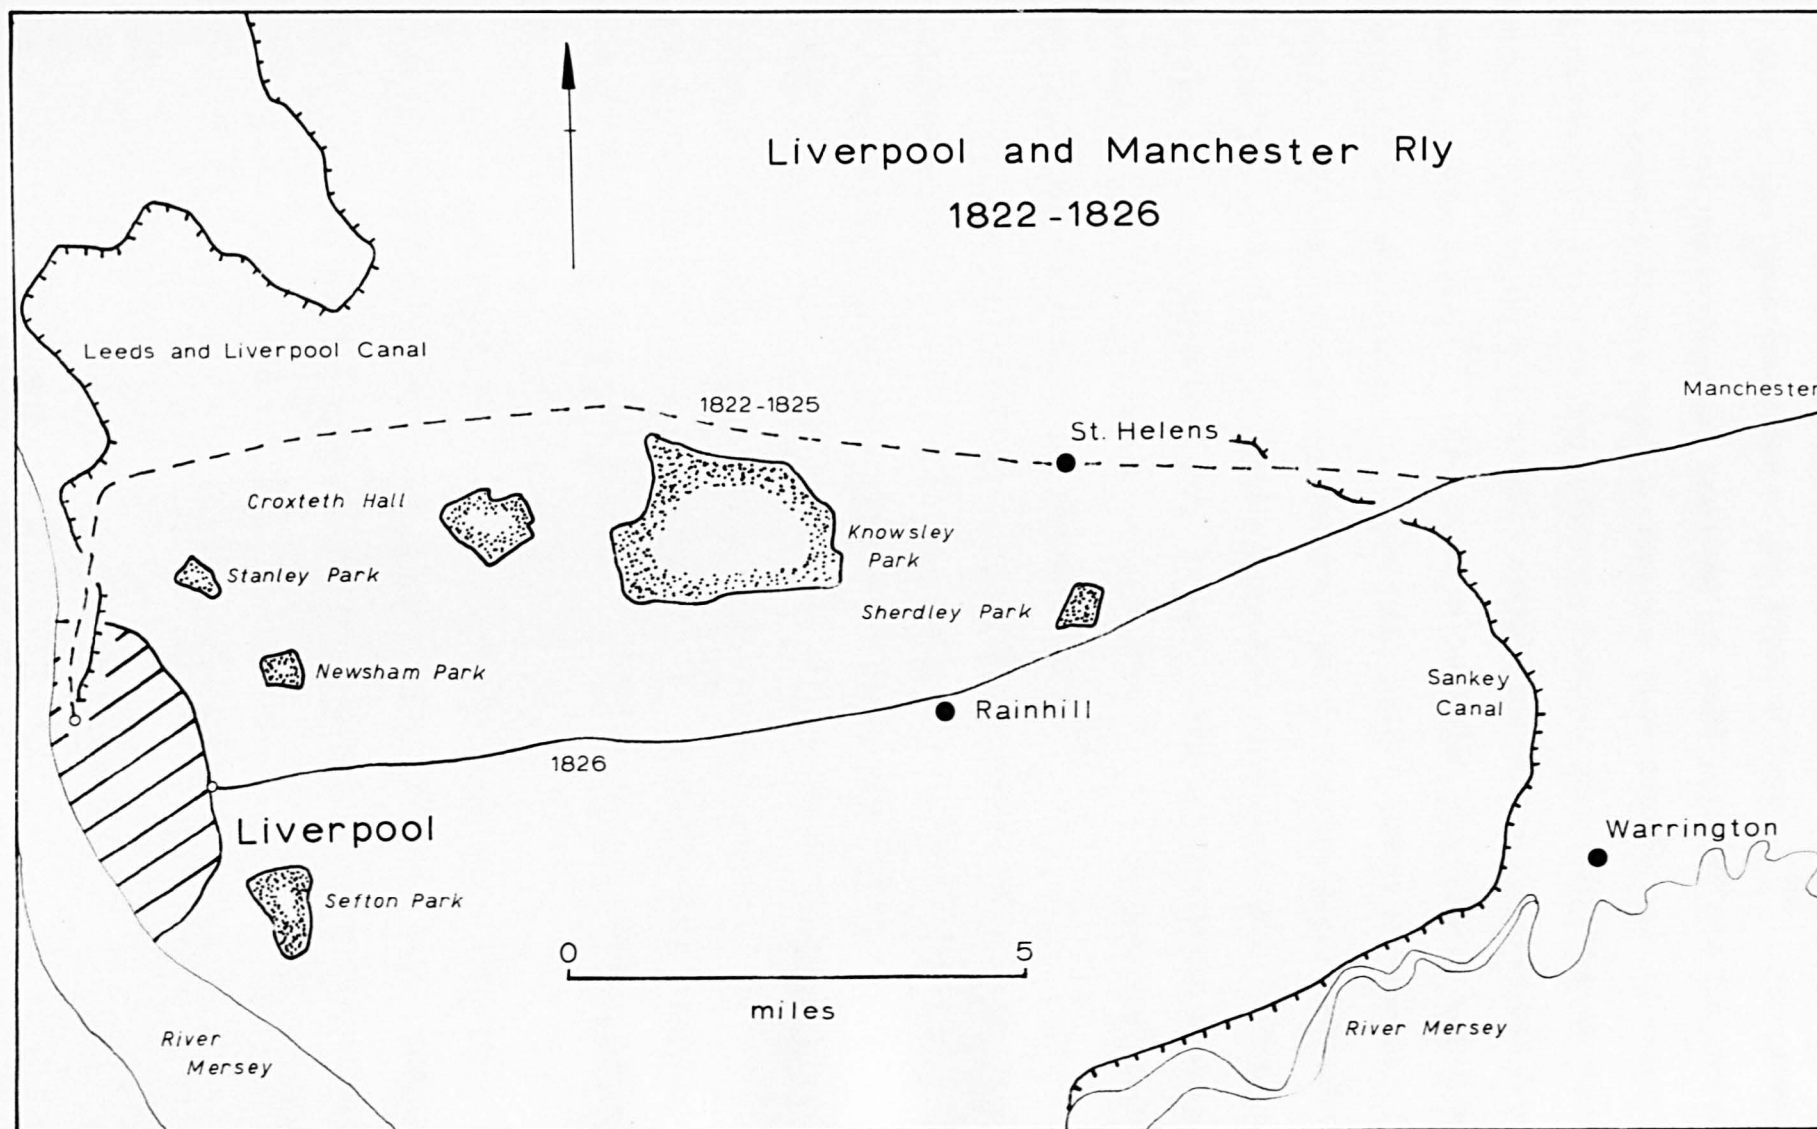 Liverpool and Manchester Rly
1822-1826
Leeds and Liverpool Canal
Manchester
1822-1825
St. Helens
Croxteth Hall
Knowsley
Park
Stanley Park
Sherdley Park
Newsham Park
Sankey
Canal
Rainhill
1826
Liverpool
Warrington
Sefton Park
0 5
miles
River Mersey
River
Mersey